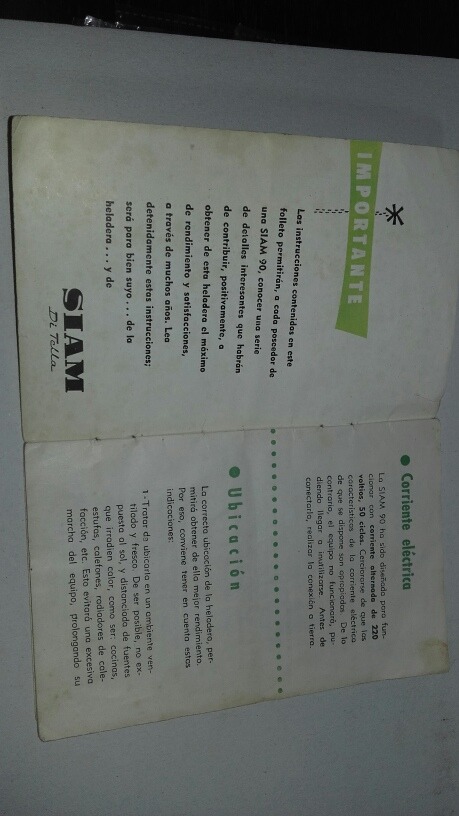 IMPORTANTE
Las instrucciones contenidas en este
folleto permitirán, a cada poseedor de
una SIAM 90, conocer una serie
de detalles interesantes que habrán
de contribuir, positivamente, a
obtener de esta heladera el máximo
de rendimiento y satisfacciones,
a través de muchos años. Lea
detenidamente estas instrucciones;
será para bien suyo... de la
heladera... y de
SIAM
Di Tella
Corriente eléctrica
La SIAM 90 ha sido diseñada para fun-
cionar con corriente alternada de 220
voltios, 50 ciclos. Cerciorarse de que las
características de la corriente eléctrica
de que se dispone son apropiadas. De lo
contrario, el equipo no funcionará, pu-
diendo llegar a inutilizarse. Antes de
conectarla, realizar la conexión a tierra.
Ubicación
La correcta ubicación de la heladera, per-
mitirá obtener de ella mejor rendimiento.
Por eso, conviene tener en cuenta estas
indicaciones:
1 - Tratar de ubicarla en un ambiente ven-
tilado y fresco. De ser posible, no ex-
puesta al sol, y distanciada de fuentes
que irradien calor, como ser: cocinas,
estufas, calefones, radiadores de cale-
facción, etc. Esto evitará una excesiva
marcha del equipo, prolongando su